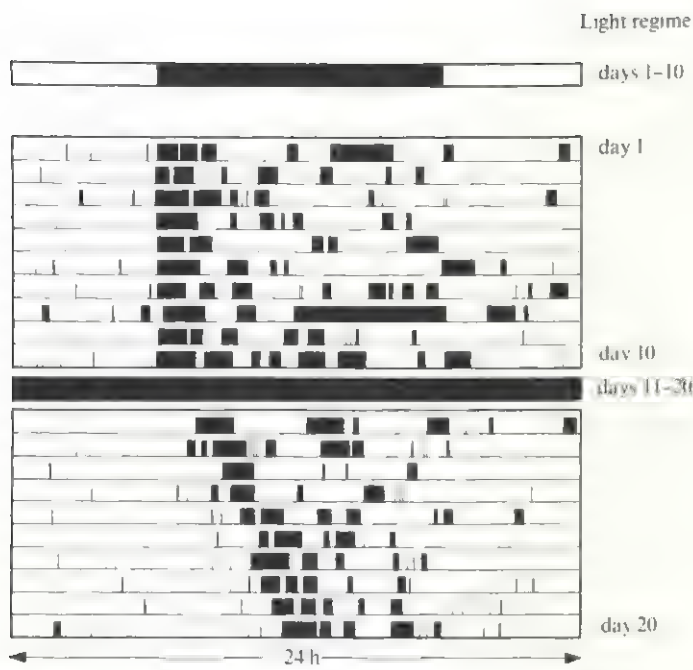 Light regime
days 1–10
day 1
day 10
days 11–20
day 20
24 h